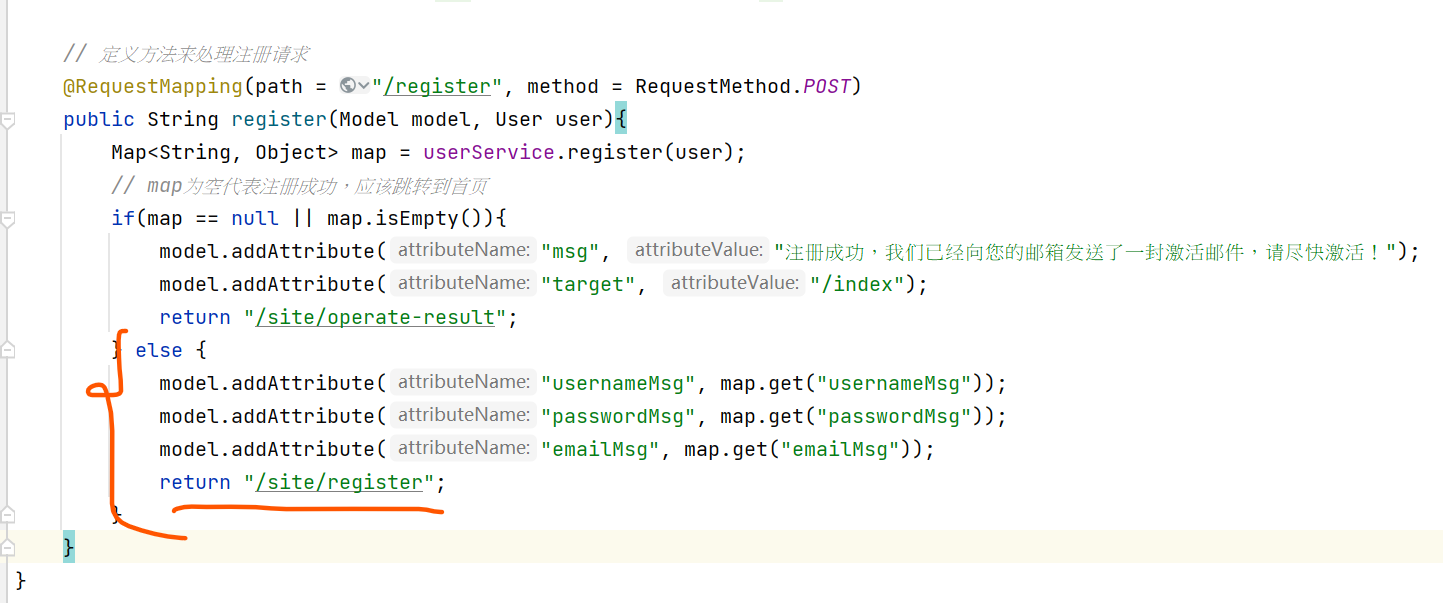 // 定义方法来处理注册请求
@RequestMapping(path = "/register", method = RequestMethod.POST)
public String register(Model model, User user){
Map<String, Object> map = userService.register(user);
// map为空代表注册成功，应该跳转到首页
if(map == null || map.isEmpty()){
model.addAttribute( attributeName: "msg", attributeValue: "注册成功，我们已经向您的邮箱发送了一封激活邮件，请尽快激活！");
model.addAttribute( attributeName: "target", attributeValue: "/index");
return "/site/operate-result";
} else {
model.addAttribute( attributeName: "usernameMsg", map.get("usernameMsg"));
model.addAttribute( attributeName: "passwordMsg", map.get("passwordMsg"));
model.addAttribute( attributeName: "emailMsg", map.get("emailMsg"));
return "/site/register";
}
}
}